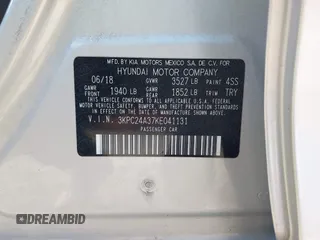 MFD BY KIA MOTORS MEXICO S.A. DE C.V. FOR
HYUNDAI MOTOR COMPANY
06/18 GVWR 3527 LB PAINT 4SS
GAWR FRONT 1940 LB GAWR REAR 1852 LB TRIM TRY
THIS VEHICLE CONFORMS TO ALL APPLICABLE
FEDERAL MOTOR VEHICLE SAFETY, BUMPER,
AND THEFT PREVENTION STANDARDS IN EFFECT
ON THE DATE OF MANUFACTURE SHOWN ABOVE.
V.I.N. 3KPC24A37KE041131
PASSENGER CAR
DREAMBID